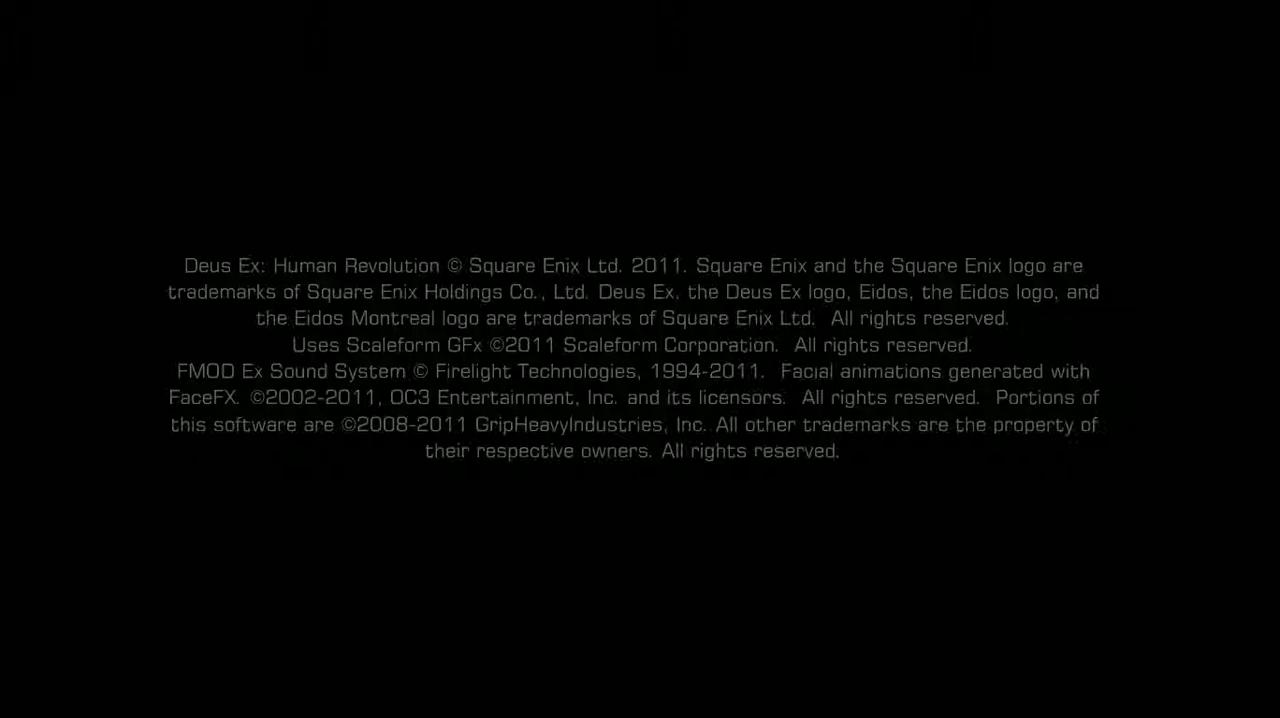 Deus Ex: Human Revolution © Square Enix Ltd. 2011. Square Enix and the Square Enix logo are
trademarks of Square Enix Holdings Co., Ltd. Deus Ex, the Deus Ex logo, Eidos, the Eidos logo, and
the Eidos Montreal logo are trademarks of Square Enix Ltd. All rights reserved.
Uses Scaleform GFx ©2011 Scaleform Corporation. All rights reserved.
FMOD Ex Sound System © Firelight Technologies, 1994-2011. Facial animations generated with
FaceFX. ©2002-2011, OC3 Entertainment, Inc. and its licensors. All rights reserved. Portions of
this software are ©2008-2011 GripHeavyIndustries, Inc. All other trademarks are the property of
their respective owners. All rights reserved.